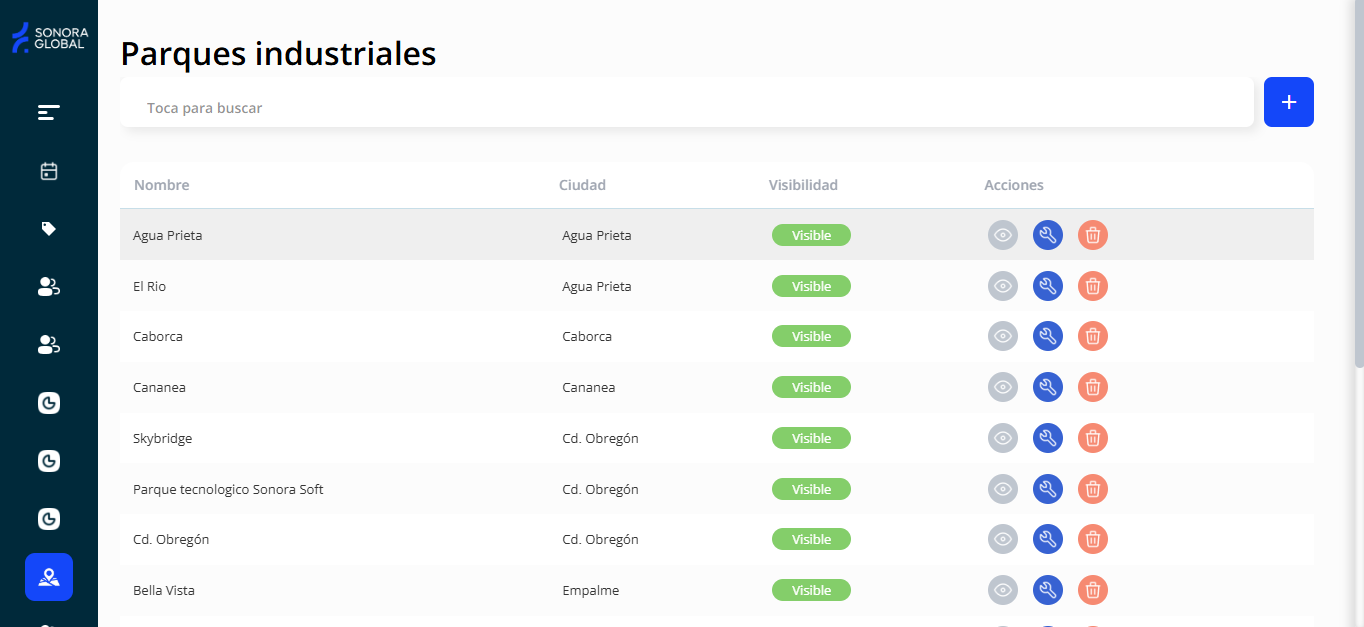 SONORA
GLOBAL
Parques industriales
Toca para buscar
+
Nombre Ciudad Visibilidad Acciones
Agua Prieta Agua Prieta Visible
El Rio Agua Prieta Visible
Caborca Caborca Visible
Cananea Cananea Visible
Skybridge Cd. Obregón Visible
Parque tecnologico Sonora Soft Cd. Obregón Visible
Cd. Obregón Cd. Obregón Visible
Bella Vista Empalme Visible